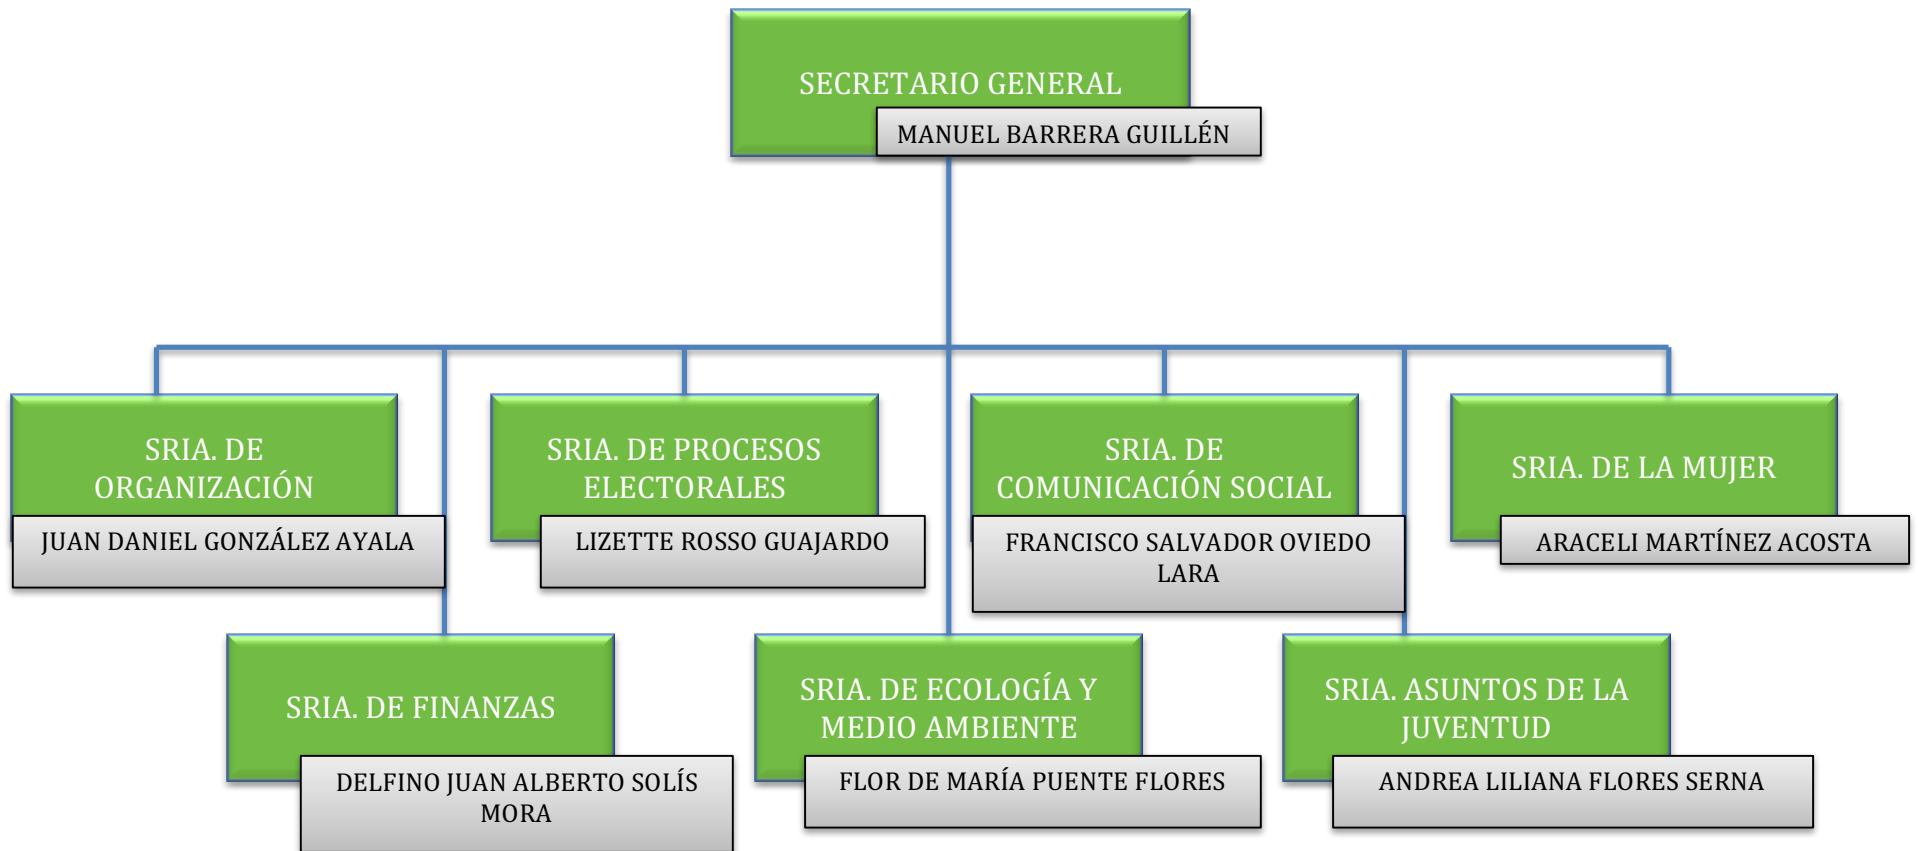 SECRETARIO GENERAL
MANUEL BARRERA GUILLÉN
SRIA. DE
ORGANIZACIÓN
JUAN DANIEL GONZÁLEZ AYALA
SRIA. DE PROCESOS
ELECTORALES
LIZETTE ROSSO GUAJARDO
SRIA. DE
COMUNICACIÓN SOCIAL
FRANCISCO SALVADOR OVIEDO
LARA
SRIA. DE LA MUJER
ARACELI MARTÍNEZ ACOSTA
SRIA. DE FINANZAS
DELFINO JUAN ALBERTO SOLÍS
MORA
SRIA. DE ECOLOGÍA Y
MEDIO AMBIENTE
FLOR DE MARÍA PUENTE FLORES
SRIA. ASUNTOS DE LA
JUVENTUD
ANDREA LILIANA FLORES SERNA